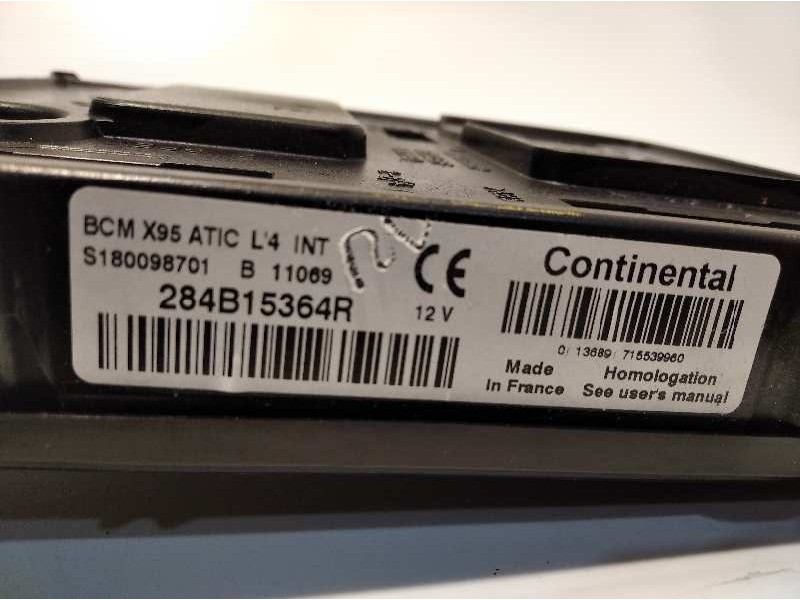 BCM X95 ATIC L'4 INT
S180098701 B 11069
284B15364R
12 V
CE
Continental
0/ 13689/ 715539960
Made
in France
Homologation
See user's manual